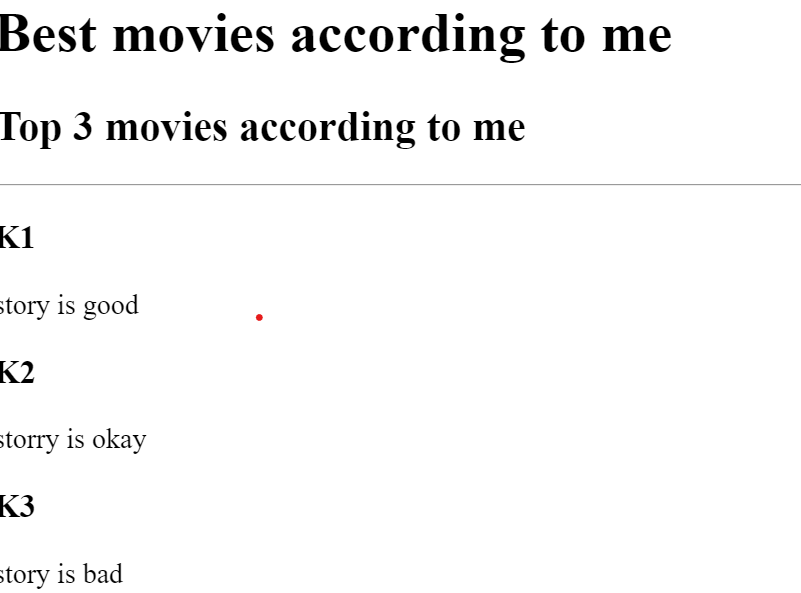 Best movies according to me
Top 3 movies according to me
K1
story is good
K2
storry is okay
K3
story is bad